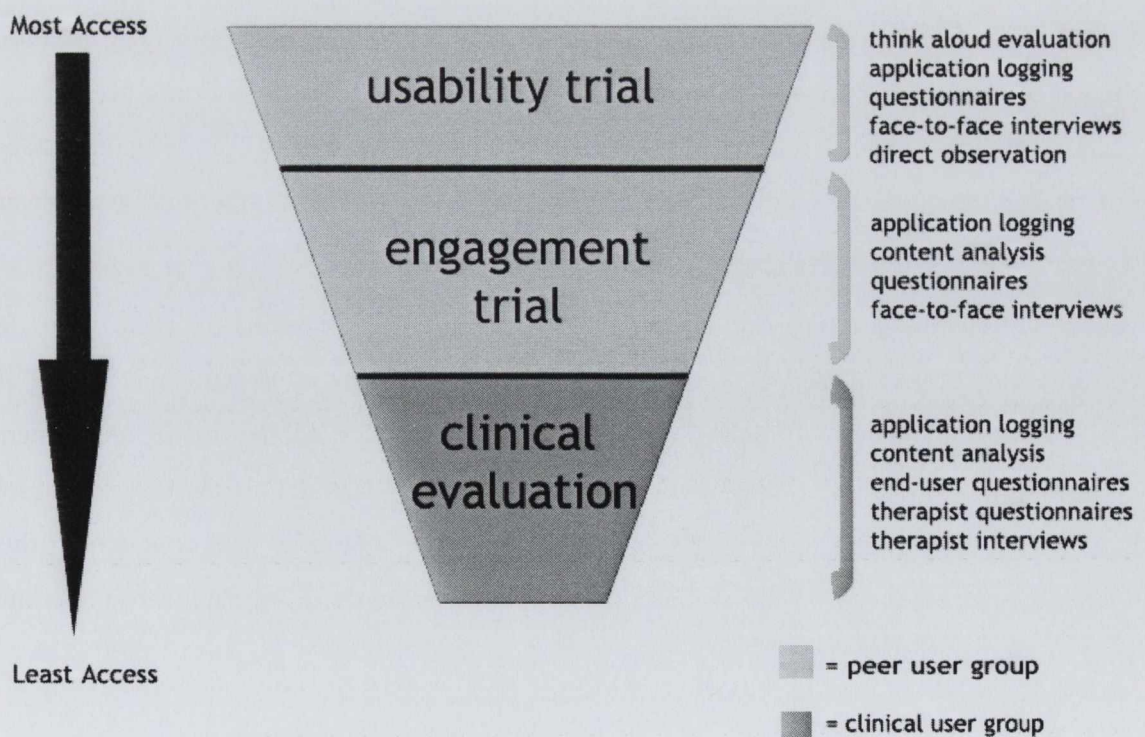 Most Access
usability trial
think aloud evaluation
application logging
questionnaires
face-to-face interviews
direct observation
engagement
trial
application logging
content analysis
questionnaires
face-to-face interviews
clinical
evaluation
application logging
content analysis
end-user questionnaires
therapist questionnaires
therapist interviews
Least Access
= peer user group
= clinical user group